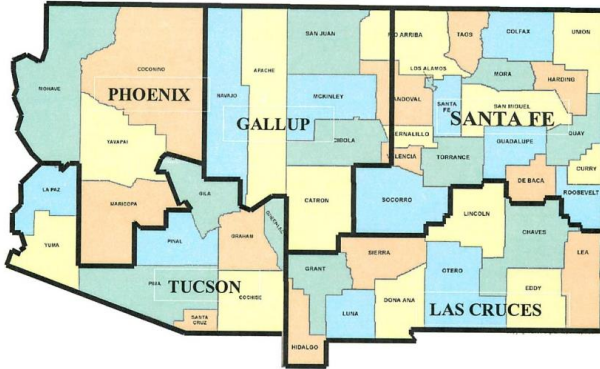 SAN JUAN
RIO ARRIBA
TAOS
COLFAX
UNION
MOHAVE
COCONINO
APACHE
LOS ALAMOS
MORA
HARDING
PHOENIX
NAVAJO
MCKINLEY
SANDOVAL
SANTA
FE
SAN MIGUEL
GALLUP
SANTA FE
YAVAPAI
CIBOLA
BERNALILLO
GUADALUPE
QUAY
VALENCIA
TORRANCE
CURRY
LA PAZ
GILA
DE BACA
ROOSEVELT
MARICOPA
CATRON
SOCORRO
GREENLEE
LINCOLN
YUMA
PINAL
GRAHAM
SIERRA
CHAVES
LEA
GRANT
OTERO
PIMA
TUCSON
COCHISE
DONA ANA
EDDY
LAS CRUCES
LUNA
SANTA
CRUZ
HIDALGO